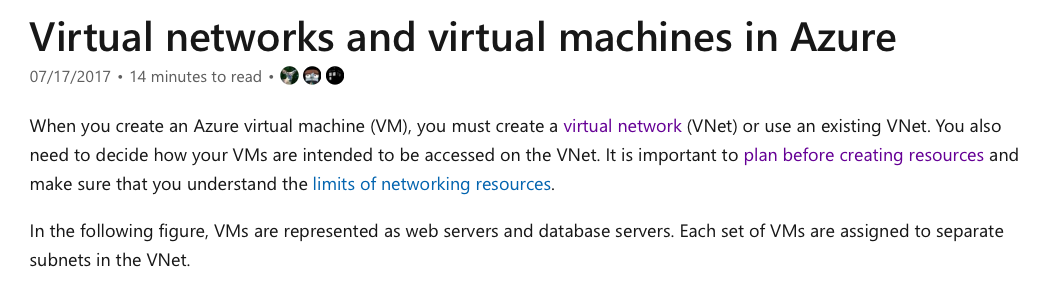 Virtual networks and virtual machines in Azure
07/17/2017 • 14 minutes to read •
When you create an Azure virtual machine (VM), you must create a virtual network (VNet) or use an existing VNet. You also
need to decide how your VMs are intended to be accessed on the VNet. It is important to plan before creating resources and
make sure that you understand the limits of networking resources.
In the following figure, VMs are represented as web servers and database servers. Each set of VMs are assigned to separate
subnets in the VNet.